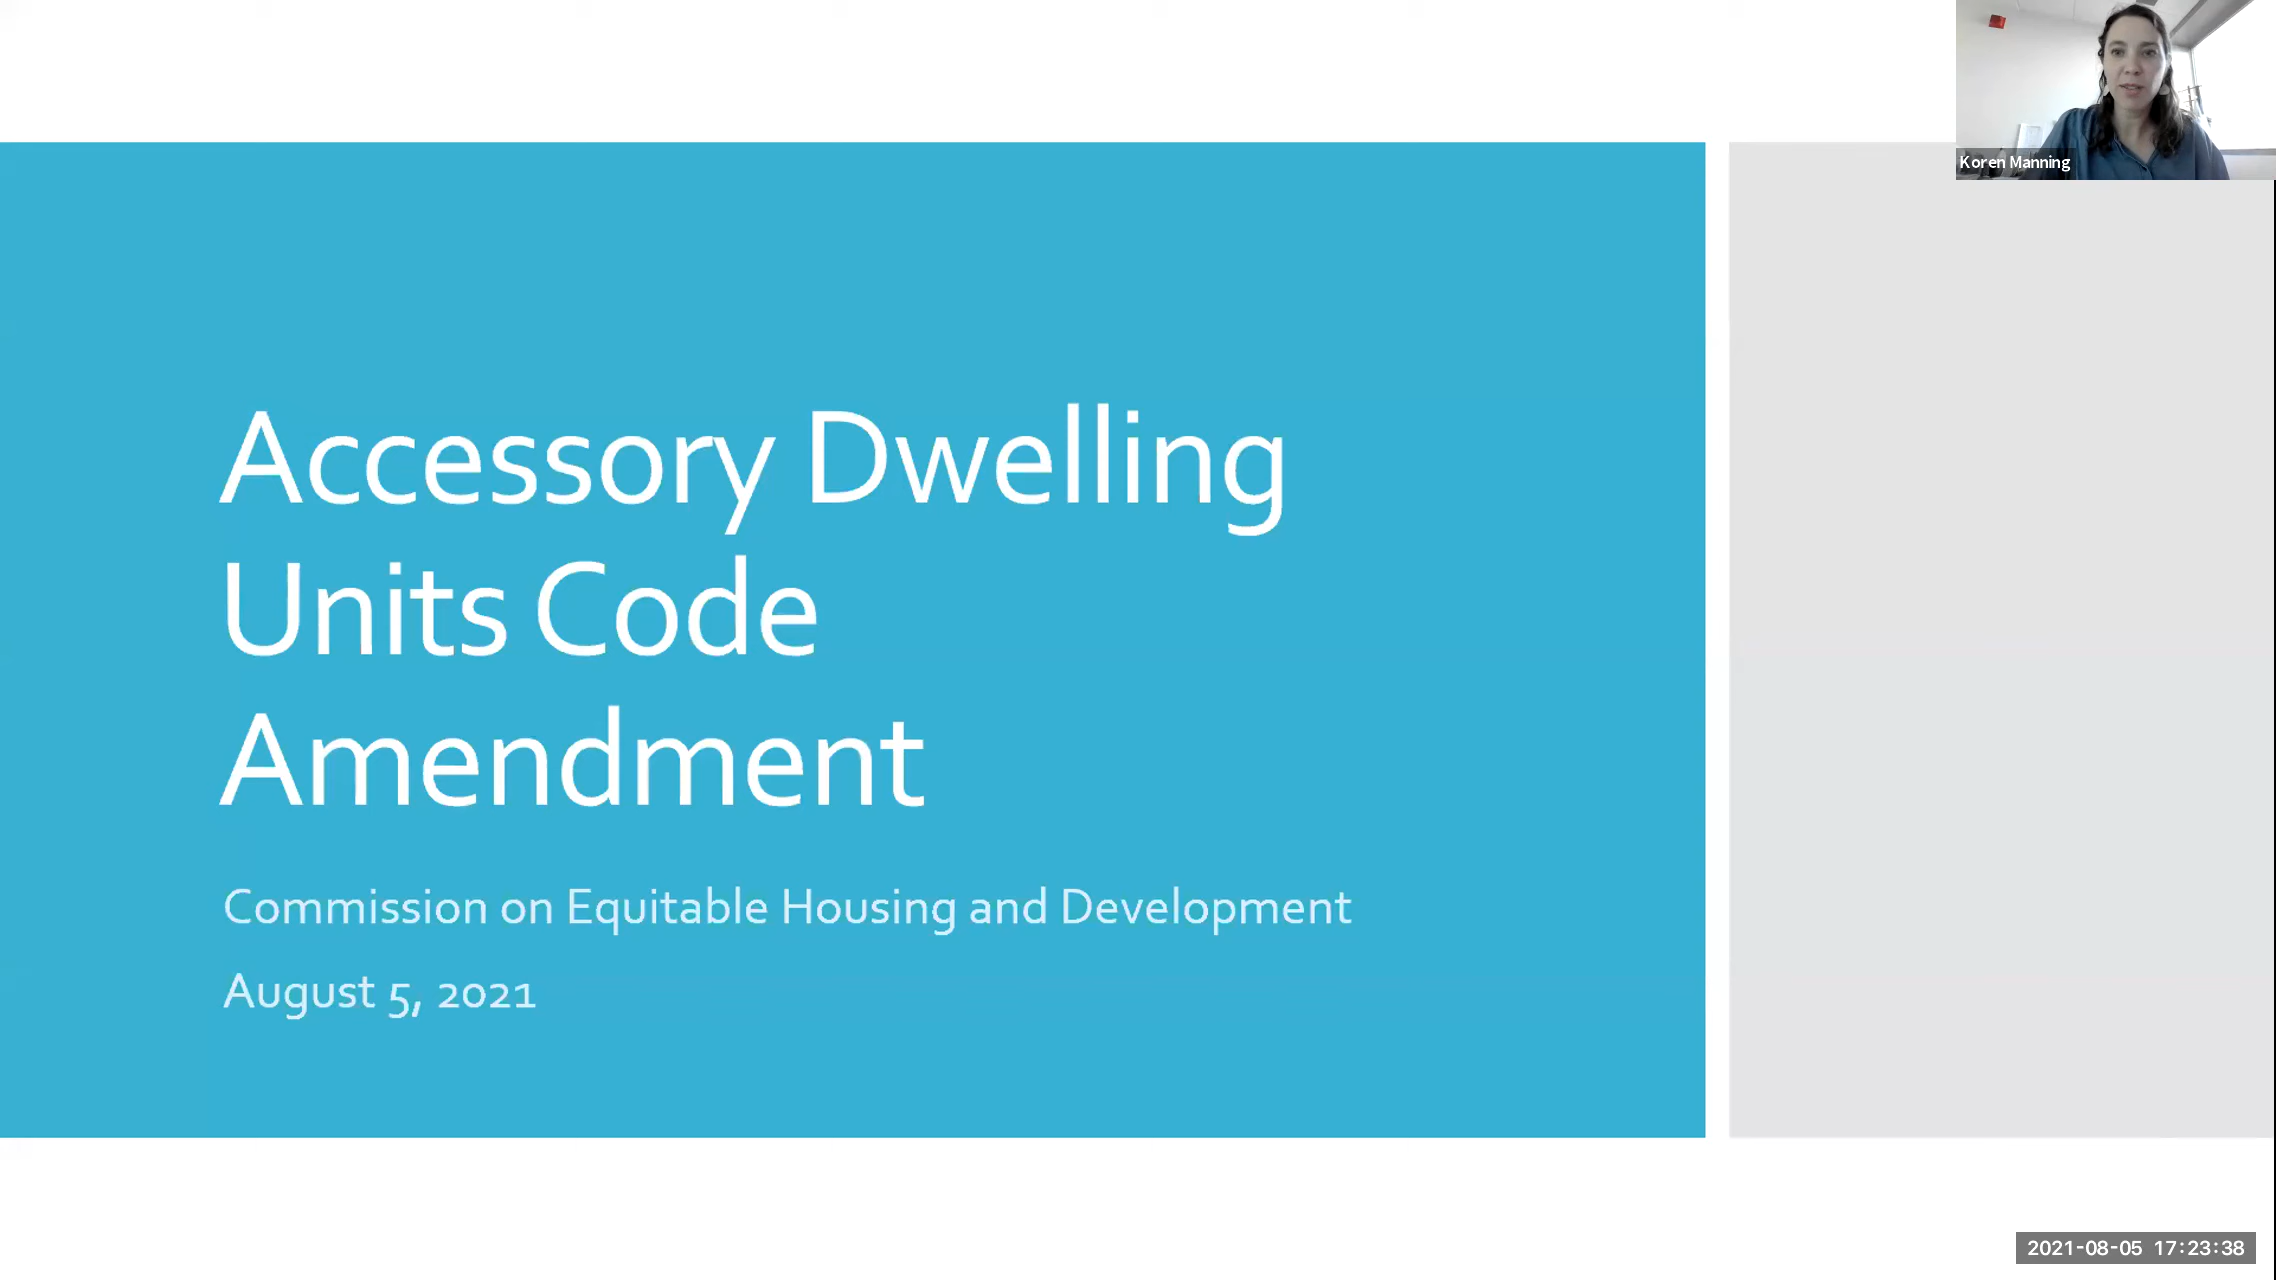 Koren Manning
Accessory Dwelling
Units Code
Amendment
Commission on Equitable Housing and Development
August 5, 2021
2021-08-05 17:23:38